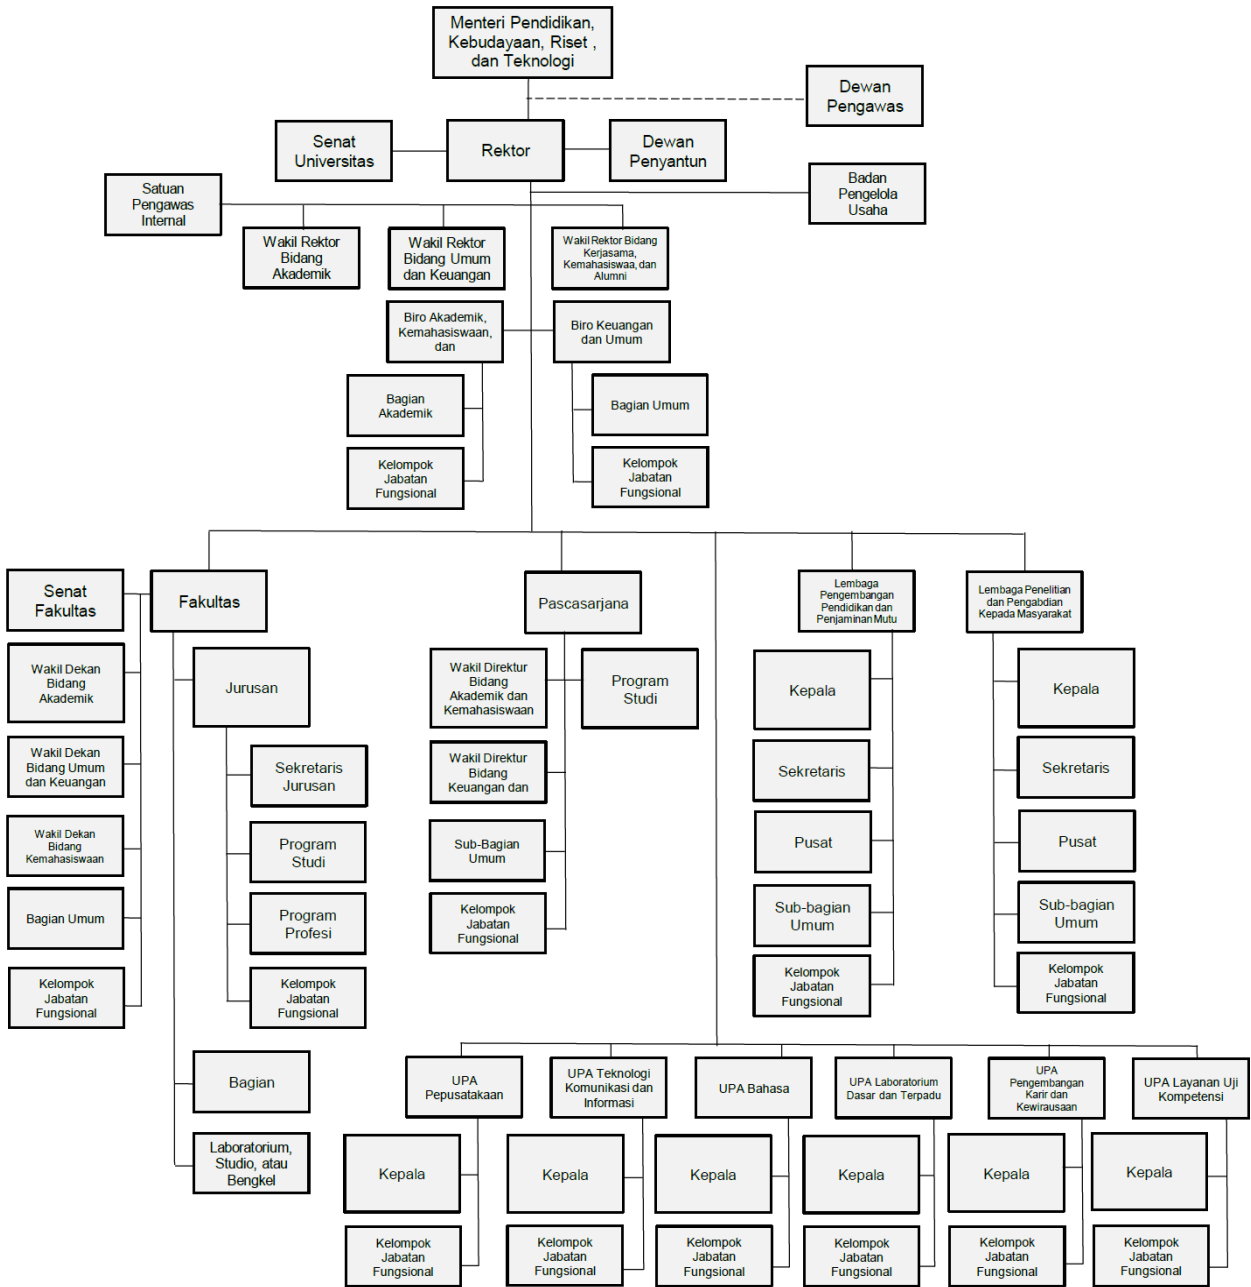 Menteri Pendidikan,
Kebudayaan, Riset ,
dan Teknologi
Dewan
Pengawas
Senat
Universitas
Rektor
Dewan
Penyantun
Satuan
Pengawas
Internal
Badan
Pengelola
Usaha
Wakil Rektor
Bidang
Akademik
Wakil Rektor
Bidang Umum
dan Keuangan
Wakil Rektor Bidang
Kerjasama,
Kemahasiswaa, dan
Alumni
Biro Akademik,
Kemahasiswaan,
dan
Biro Keuangan
dan Umum
Bagian
Akademik
Bagian Umum
Kelompok
Jabatan
Fungsional
Kelompok
Jabatan
Fungsional
Senat
Fakultas
Fakultas
Pascasarjana
Lembaga
Pengembangan
Pendidikan dan
Penjaminan Mutu
Lembaga Penelitian
dan Pengabdian
Kepada Masyarakat
Wakil Dekan
Bidang
Akademik
Jurusan
Wakil Direktur
Bidang
Akademik dan
Kemahasiswaan
Program
Studi
Kepala
Kepala
Wakil Dekan
Bidang Umum
dan Keuangan
Sekretaris
Jurusan
Wakil Direktur
Bidang
Keuangan dan
Sekretaris
Sekretaris
Wakil Dekan
Bidang
Kemahasiswaan
Program
Studi
Sub-Bagian
Umum
Pusat
Pusat
Bagian Umum
Program
Profesi
Kelompok
Jabatan
Fungsional
Sub-bagian
Umum
Sub-bagian
Umum
Kelompok
Jabatan
Fungsional
Kelompok
Jabatan
Fungsional
Kelompok
Jabatan
Fungsional
Kelompok
Jabatan
Fungsional
Bagian
UPA
Pepusatakaan
UPA Teknologi
Komunikasi dan
Informasi
UPA Bahasa
UPA Laboratorium
Dasar dan Terpadu
UPA
Pengembangan
Karir dan
Kewirausaan
UPA Layanan Uji
Kompetensi
Laboratorium,
Studio, atau
Bengkel
Kepala
Kepala
Kepala
Kepala
Kepala
Kepala
Kelompok
Jabatan
Fungsional
Kelompok
Jabatan
Fungsional
Kelompok
Jabatan
Fungsional
Kelompok
Jabatan
Fungsional
Kelompok
Jabatan
Fungsional
Kelompok
Jabatan
Fungsional